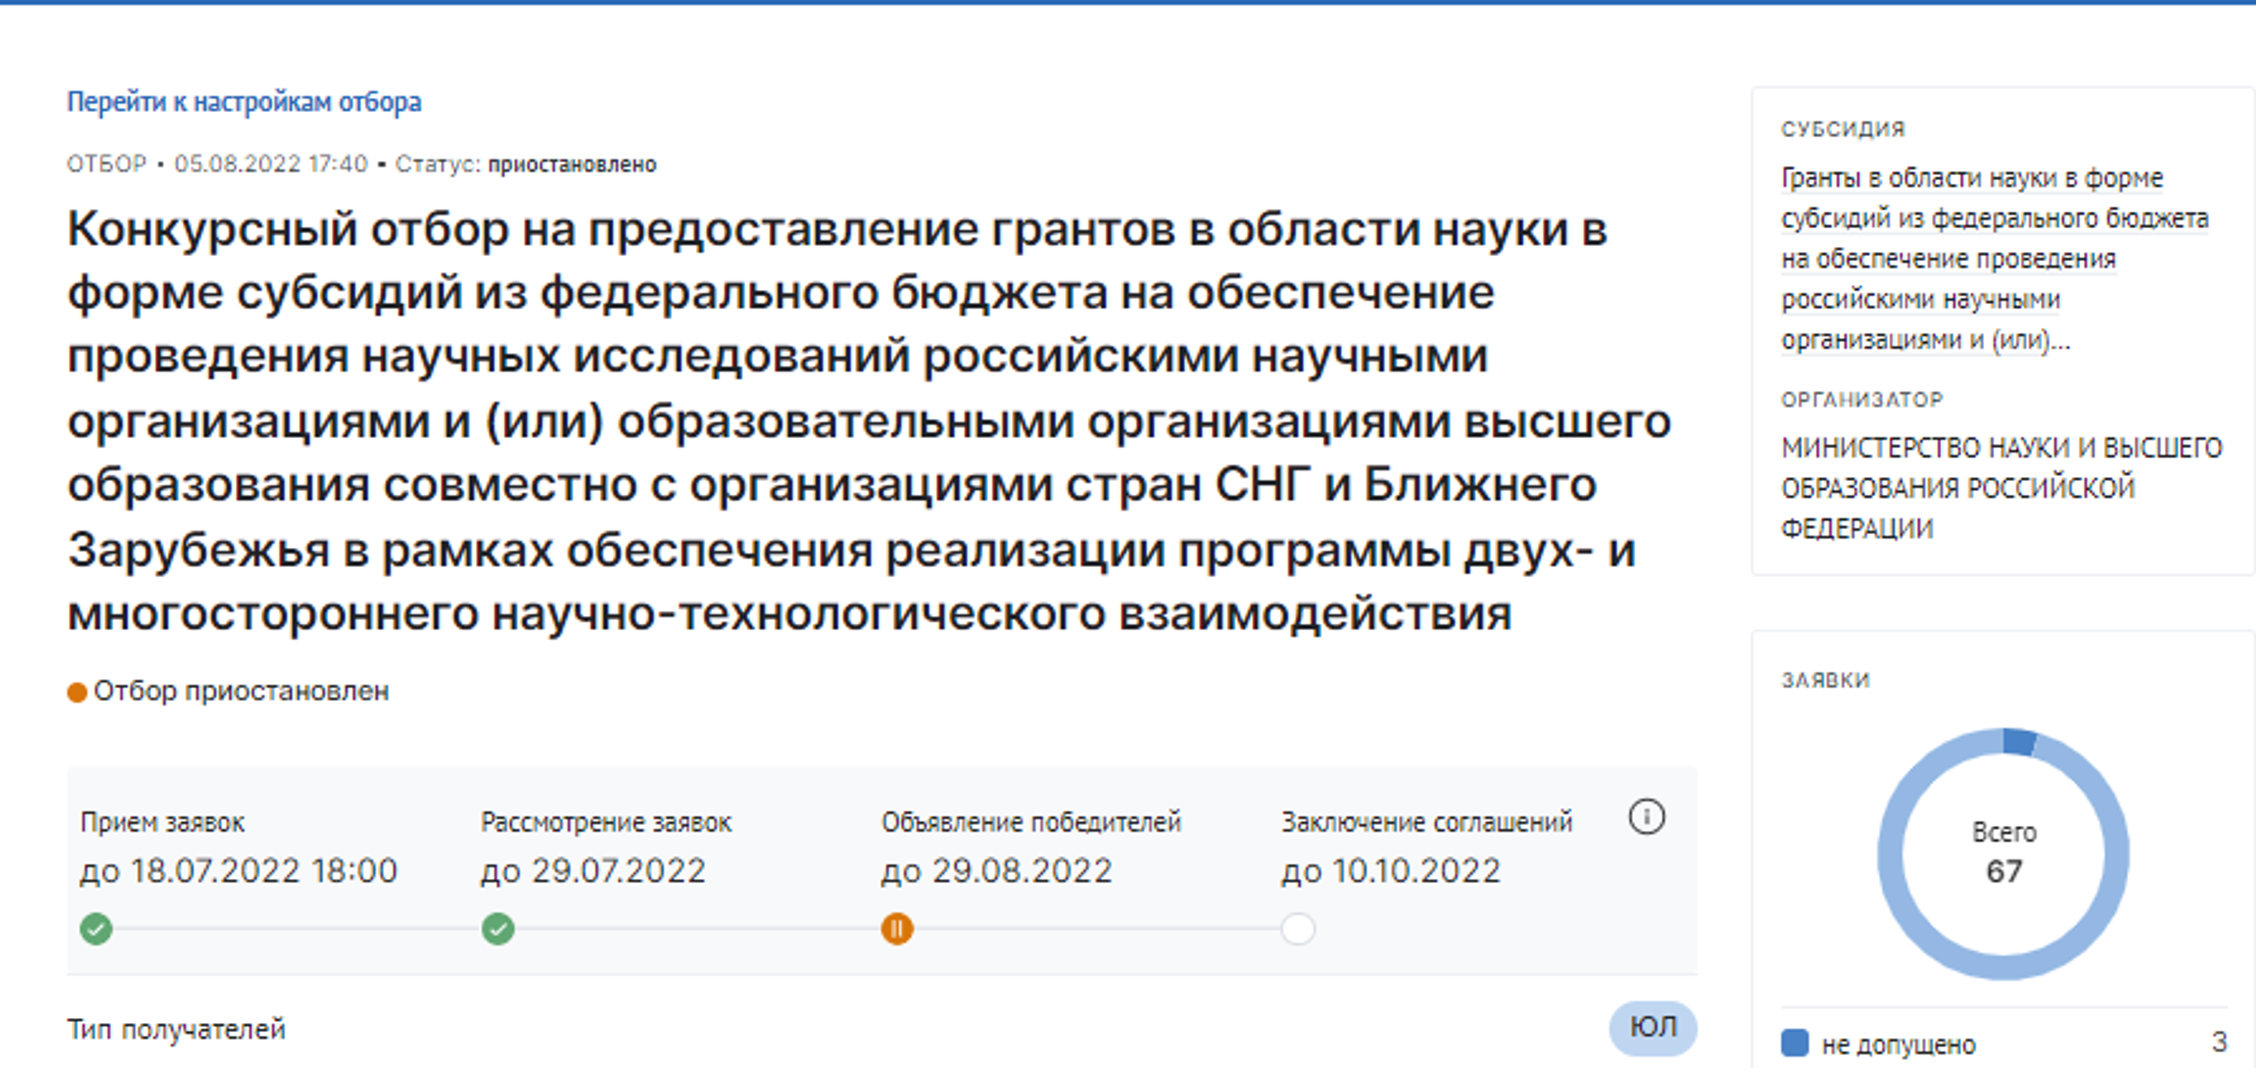 Перейти к настройкам отбора
ОТБОР • 05.08.2022 17:40 • Статус: приостановлено
Конкурсный отбор на предоставление грантов в области науки в
форме субсидий из федерального бюджета на обеспечение
проведения научных исследований российскими научными
организациями и (или) образовательными организациями высшего
образования совместно с организациями стран СНГ и Ближнего
Зарубежья в рамках обеспечения реализации программы двух- и
многостороннего научно-технологического взаимодействия
Отбор приостановлен
Прием заявок
до 18.07.2022 18:00
Рассмотрение заявок
до 29.07.2022
Объявление победителей
до 29.08.2022
Заключение соглашений
до 10.10.2022
Тип получателей
ЮЛ
СУБСИДИЯ
Гранты в области науки в форме
субсидий из федерального бюджета
на обеспечение проведения
российскими научными
организациями и (или)...
ОРГАНИЗАТОР
МИНИСТЕРСТВО НАУКИ И ВЫСШЕГО
ОБРАЗОВАНИЯ РОССИЙСКОЙ
ФЕДЕРАЦИИ
ЗАЯВКИ
Всего
67
не допущено 3